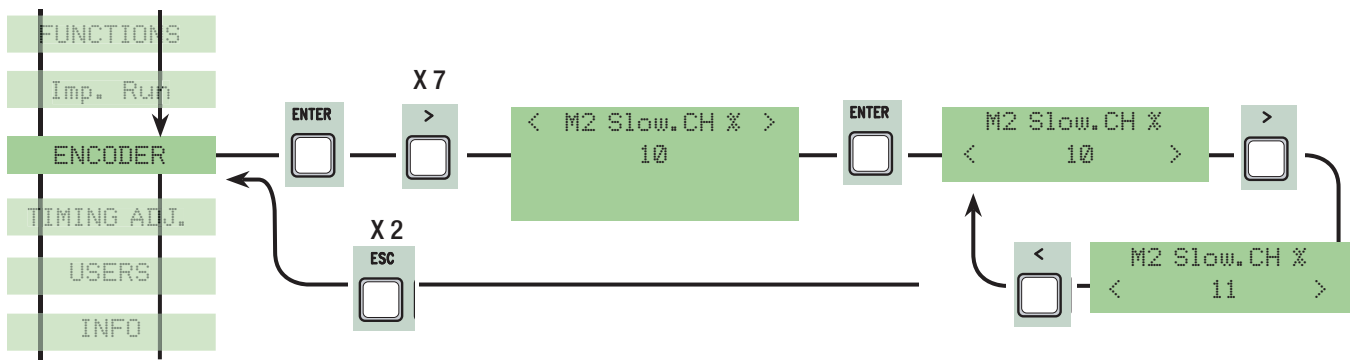 FUNCTIONS
Imp. Run
ENCODER
TIMING ADJ.
USERS
INFO
ENTER
X 7
>
< M2 Slow.CH % >
10
ENTER
M2 Slow.CH %
< 10 >
>
X 2
ESC
<
M2 Slow.CH %
< 11 >